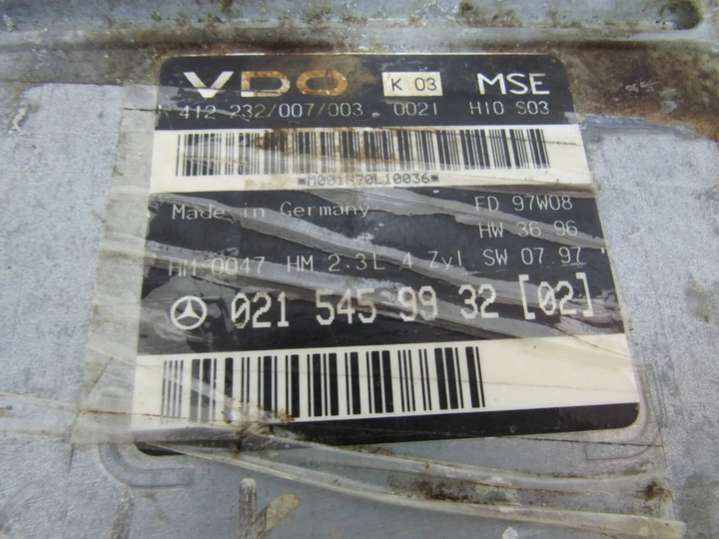 VDO K 03 MSE
412 232/007/003 0021 H10 S03
*M001H70L10036*
Made in Germany FD 97W08
HW 36 96
HM 0047 HM 2.3L 4 Zyl. SW 07 97
021 545 99 32 [02]